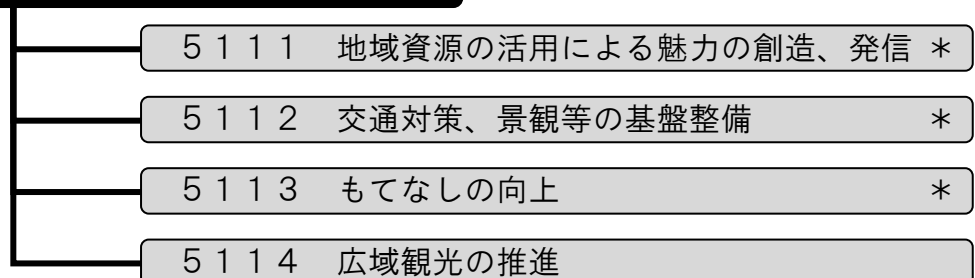 ５１１１　地域資源の活用による魅力の創造、発信 ＊
５１１２　交通対策、景観等の基盤整備 ＊
５１１３　もてなしの向上 ＊
５１１４　広域観光の推進